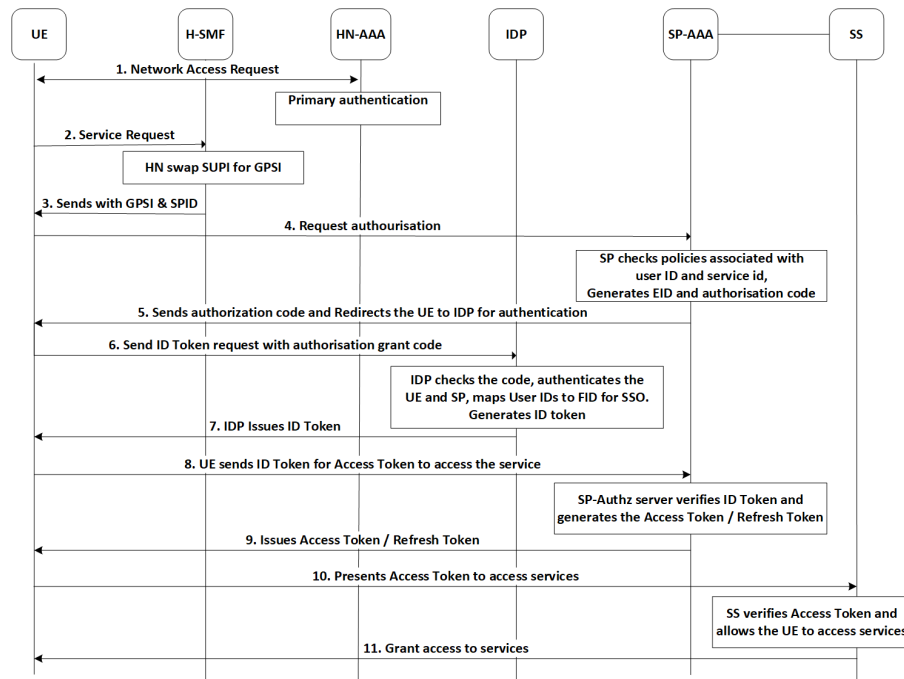 UE
H-SMF
HN-AAA
IDP
SP-AAA
SS
1. Network Access Request
Primary authentication
2. Service Request
HN swap SUPI for GPSI
3. Sends with GPSI & SPID
4. Request authourisation
SP checks policies associated with
user ID and service id,
Generates EID and authorisation code
5. Sends authorization code and Redirects the UE to IDP for authentication
6. Send ID Token request with authorisation grant code
IDP checks the code, authenticates the
UE and SP, maps User IDs to FID for SSO.
Generates ID token
7. IDP Issues ID Token
8. UE sends ID Token for Access Token to access the service
SP-Authz server verifies ID Token and
generates the Access Token / Refresh Token
9. Issues Access Token / Refresh Token
10. Presents Access Token to access services
SS verifies Access Token and
allows the UE to access services
11. Grant access to services